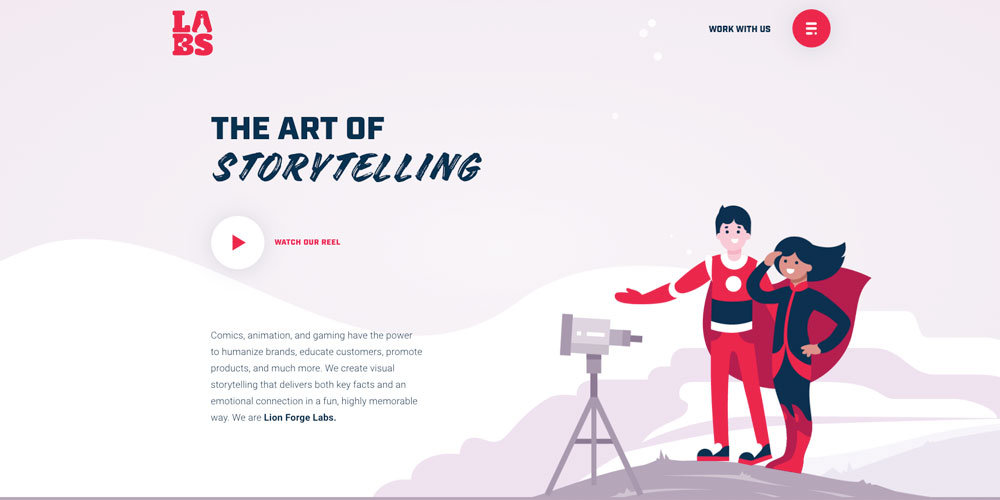 LA
BS
WORK WITH US
THE ART OF
STORYTELLING
WATCH OUR REEL
Comics, animation, and gaming have the power
to humanize brands, educate customers, promote
products, and much more. We create visual
storytelling that delivers both key facts and an
emotional connection in a fun, highly memorable
way. We are Lion Forge Labs.